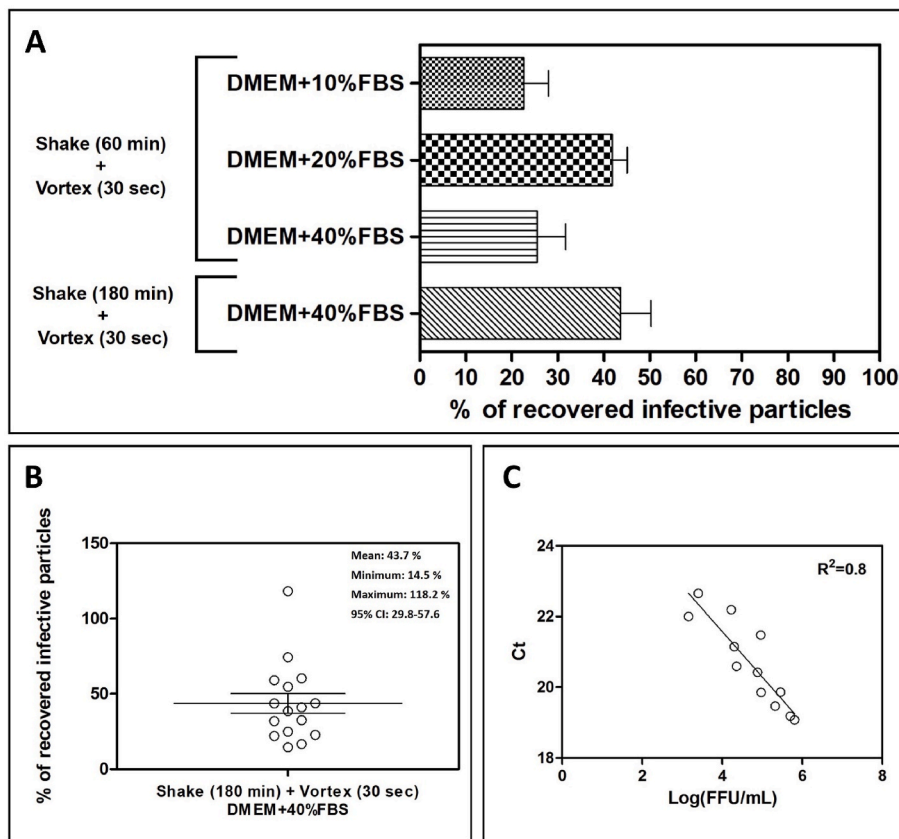 A
Shake (60 min)
+
Vortex (30 sec)
DMEM+10%FBS
DMEM+20%FBS
DMEM+40%FBS
Shake (180 min)
+
Vortex (30 sec)
DMEM+40%FBS
0 10 20 30 40 50 60 70 80 90 100
% of recovered infective particles
B
% of recovered infective particles
150
100
50
0
Mean: 43.7 %
Minimum: 14.5 %
Maximum: 118.2 %
95% CI: 29.8-57.6
Shake (180 min) + Vortex (30 sec)
DMEM+40%FBS
C
Ct
24
22
20
18
R²=0.8
0 2 4 6 8
Log(FFU/mL)